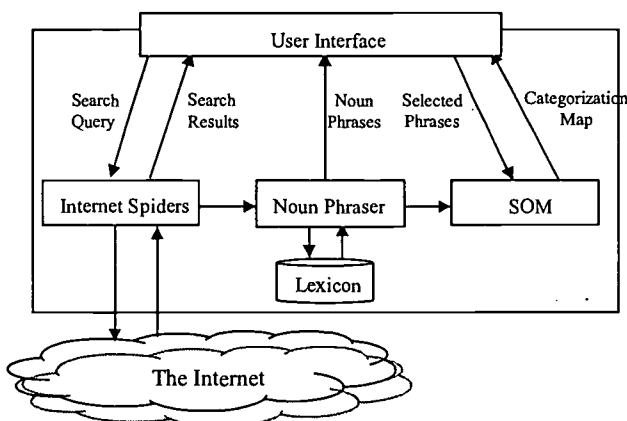 User Interface
Search
Query
Search
Results
Noun
Phrases
Selected
Phrases
Categorization
Map
Internet Spiders
Noun Phraser
SOM
Lexicon
The Internet